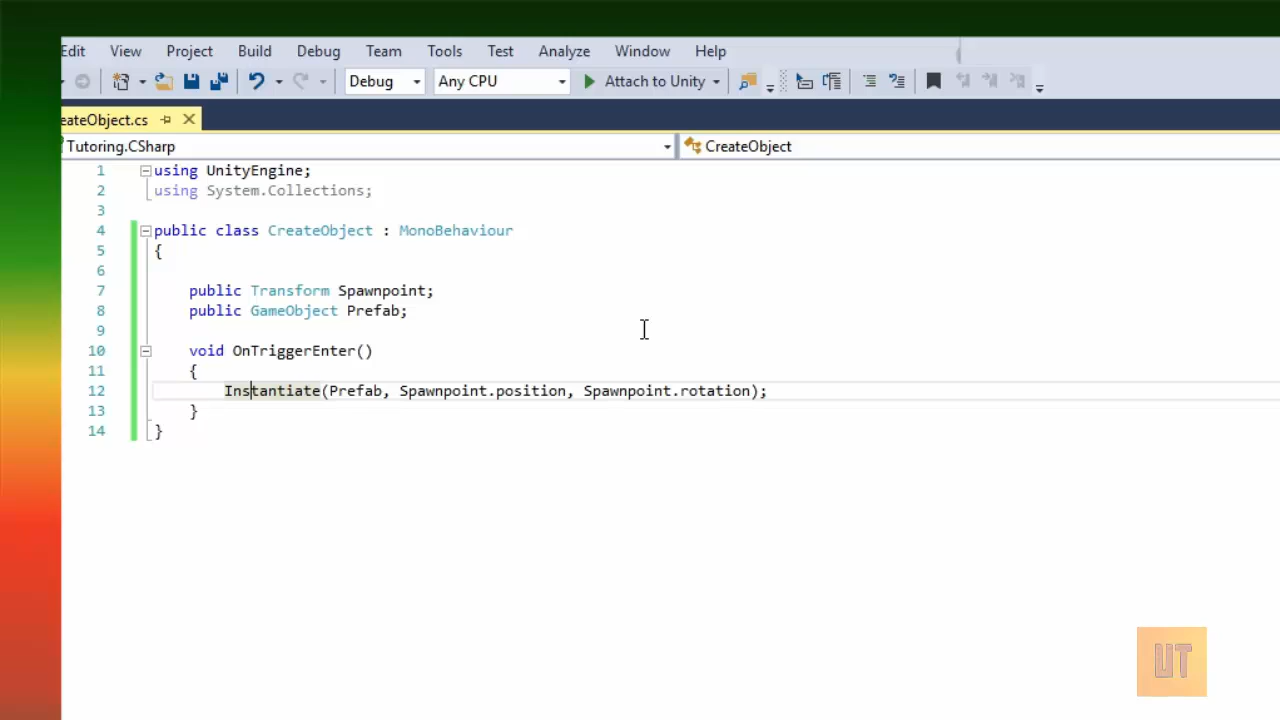 Edit View Project Build Debug Team Tools Test Analyze Window Help
Debug Any CPU Attach to Unity
eateObject.cs
Tutoring.CSharp CreateObject
1 using UnityEngine;
2 using System.Collections;
3
4 public class CreateObject : MonoBehaviour
5 {
6
7 public Transform Spawnpoint;
8 public GameObject Prefab;
9
10 void OnTriggerEnter()
11 {
12 Instantiate(Prefab, Spawnpoint.position, Spawnpoint.rotation);
13 }
14 }
UT